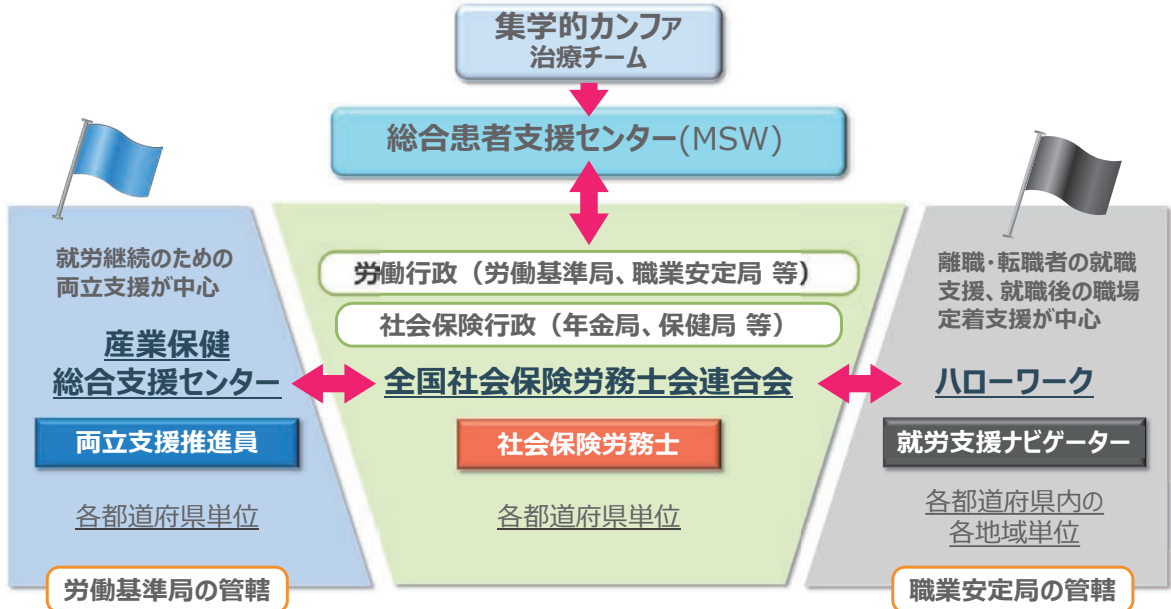 集学的カンファ
治療チーム
総合患者支援センター(MSW)
就労継続のための
両立支援が中心
産業保健
総合支援センター
両立支援推進員
各都道府県単位
労働基準局の管轄
労働行政（労働基準局、職業安定局 等）
社会保険行政（年金局、保健局 等）
全国社会保険労務士会連合会
社会保険労務士
各都道府県単位
離職・転職者の就職
支援、就職後の職場
定着支援が中心
ハローワーク
就労支援ナビゲーター
各都道府県内の
各地域単位
職業安定局の管轄